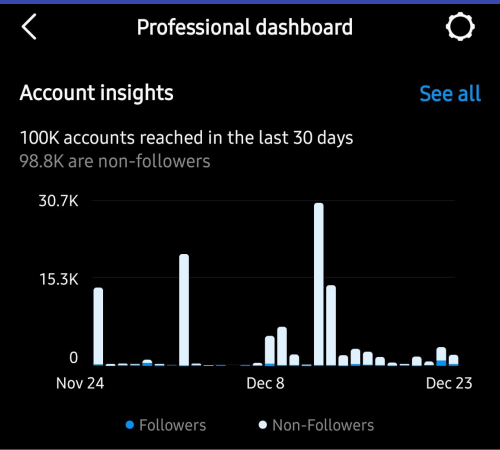 Professional dashboard
Account insights
See all
100K accounts reached in the last 30 days
98.8K are non-followers
30.7K
15.3K
0
Nov 24
Dec 8
Dec 23
Followers
Non-Followers